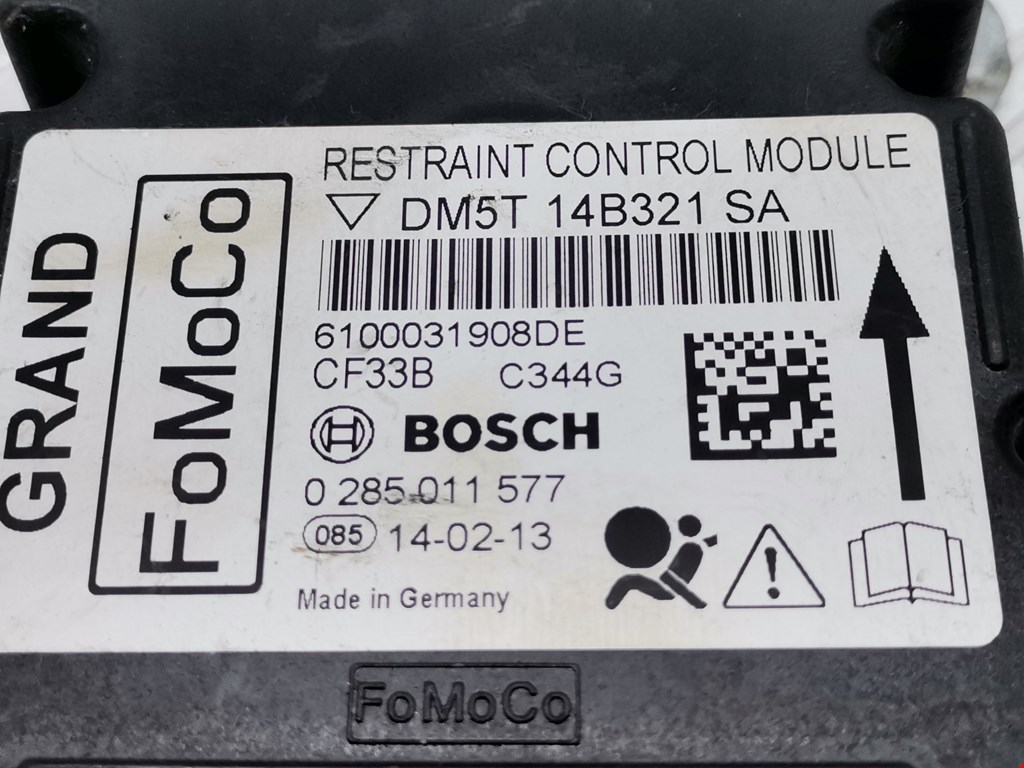 RESTRAINT CONTROL MODULE
DM5T 14B321 SA
6100031908DE
CF33B C344G
BOSCH
0 285 011 577
085 14-02-13
Made in Germany
GRAND
FoMoCo
FoMoCo